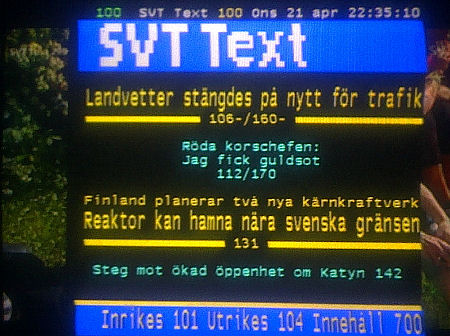 100 SVT Text 100 Ons 21 apr 22:35:10
SVT Text
Landvetter stängdes på nytt för trafik
106-/160-
Röda korschefen:
Jag fick guldsot
112/170
Finland planerar två nya kärnkraftverk
Reaktor kan hamna nära svenska gränsen
131
Steg mot ökad öppenhet om Katyn 142
Inrikes 101 Utrikes 104 Innehåll 700